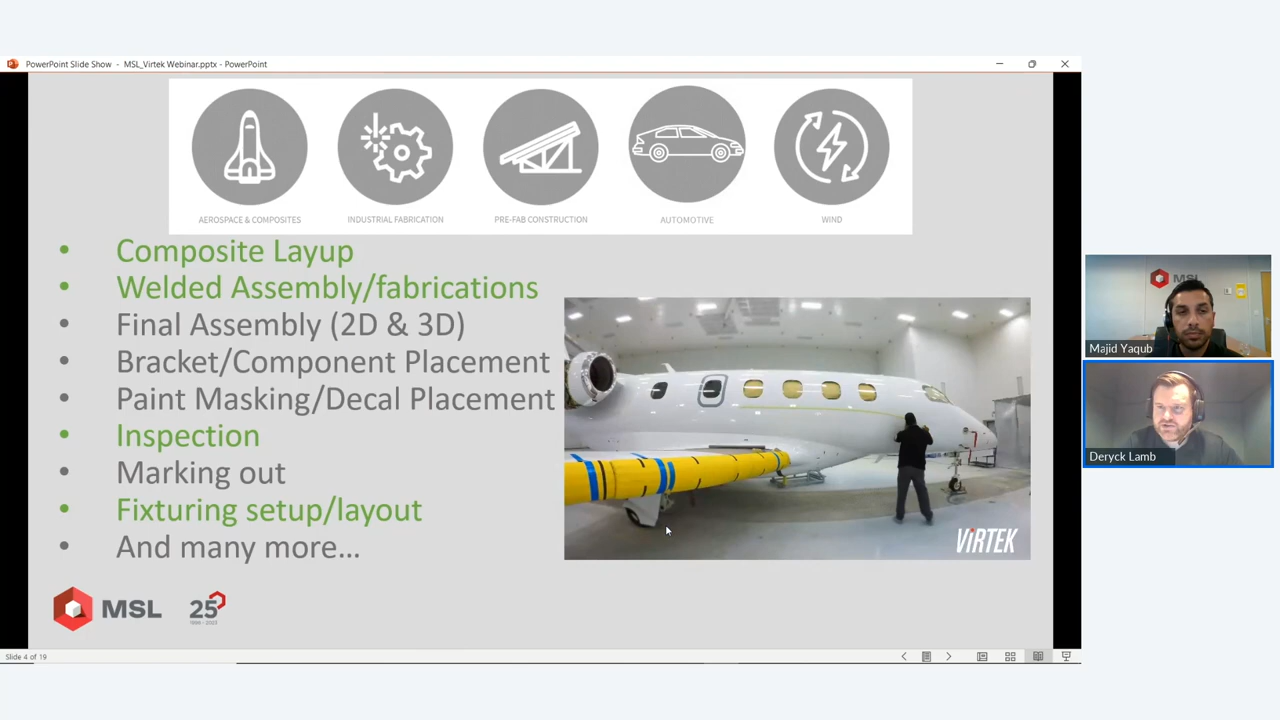 PowerPoint Slide Show - MSL_Virtek Webinar.pptx - PowerPoint
AEROSPACE & COMPOSITES
INDUSTRIAL FABRICATION
PRE-FAB CONSTRUCTION
AUTOMOTIVE
WIND
• Composite Layup
• Welded Assembly/fabrications
• Final Assembly (2D & 3D)
• Bracket/Component Placement
• Paint Masking/Decal Placement
• Inspection
• Marking out
• Fixturing setup/layout
• And many more…
VIRTEK
MSL
25
MSL
Majid Yaqub
Deryck Lamb
Slide 4 of 19